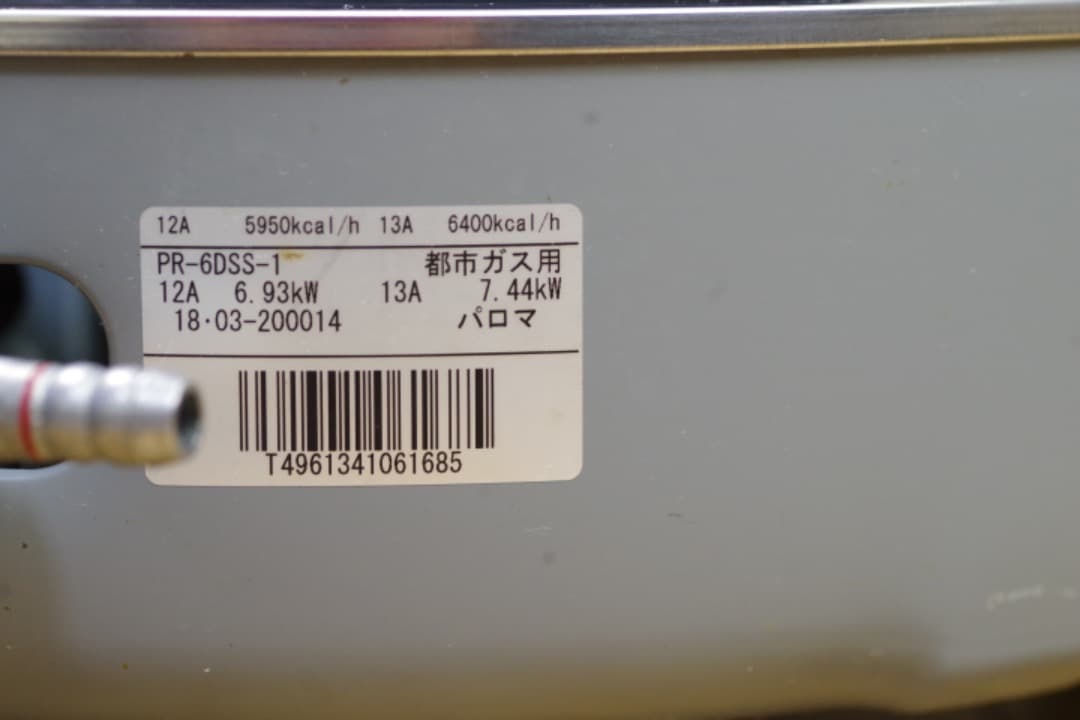 12A 5950kcal/h 13A 6400kcal/h
PR-6DSS-1 都市ガス用
12A 6.93kW 13A 7.44kW
18・03-200014 パロマ
T4961341061685